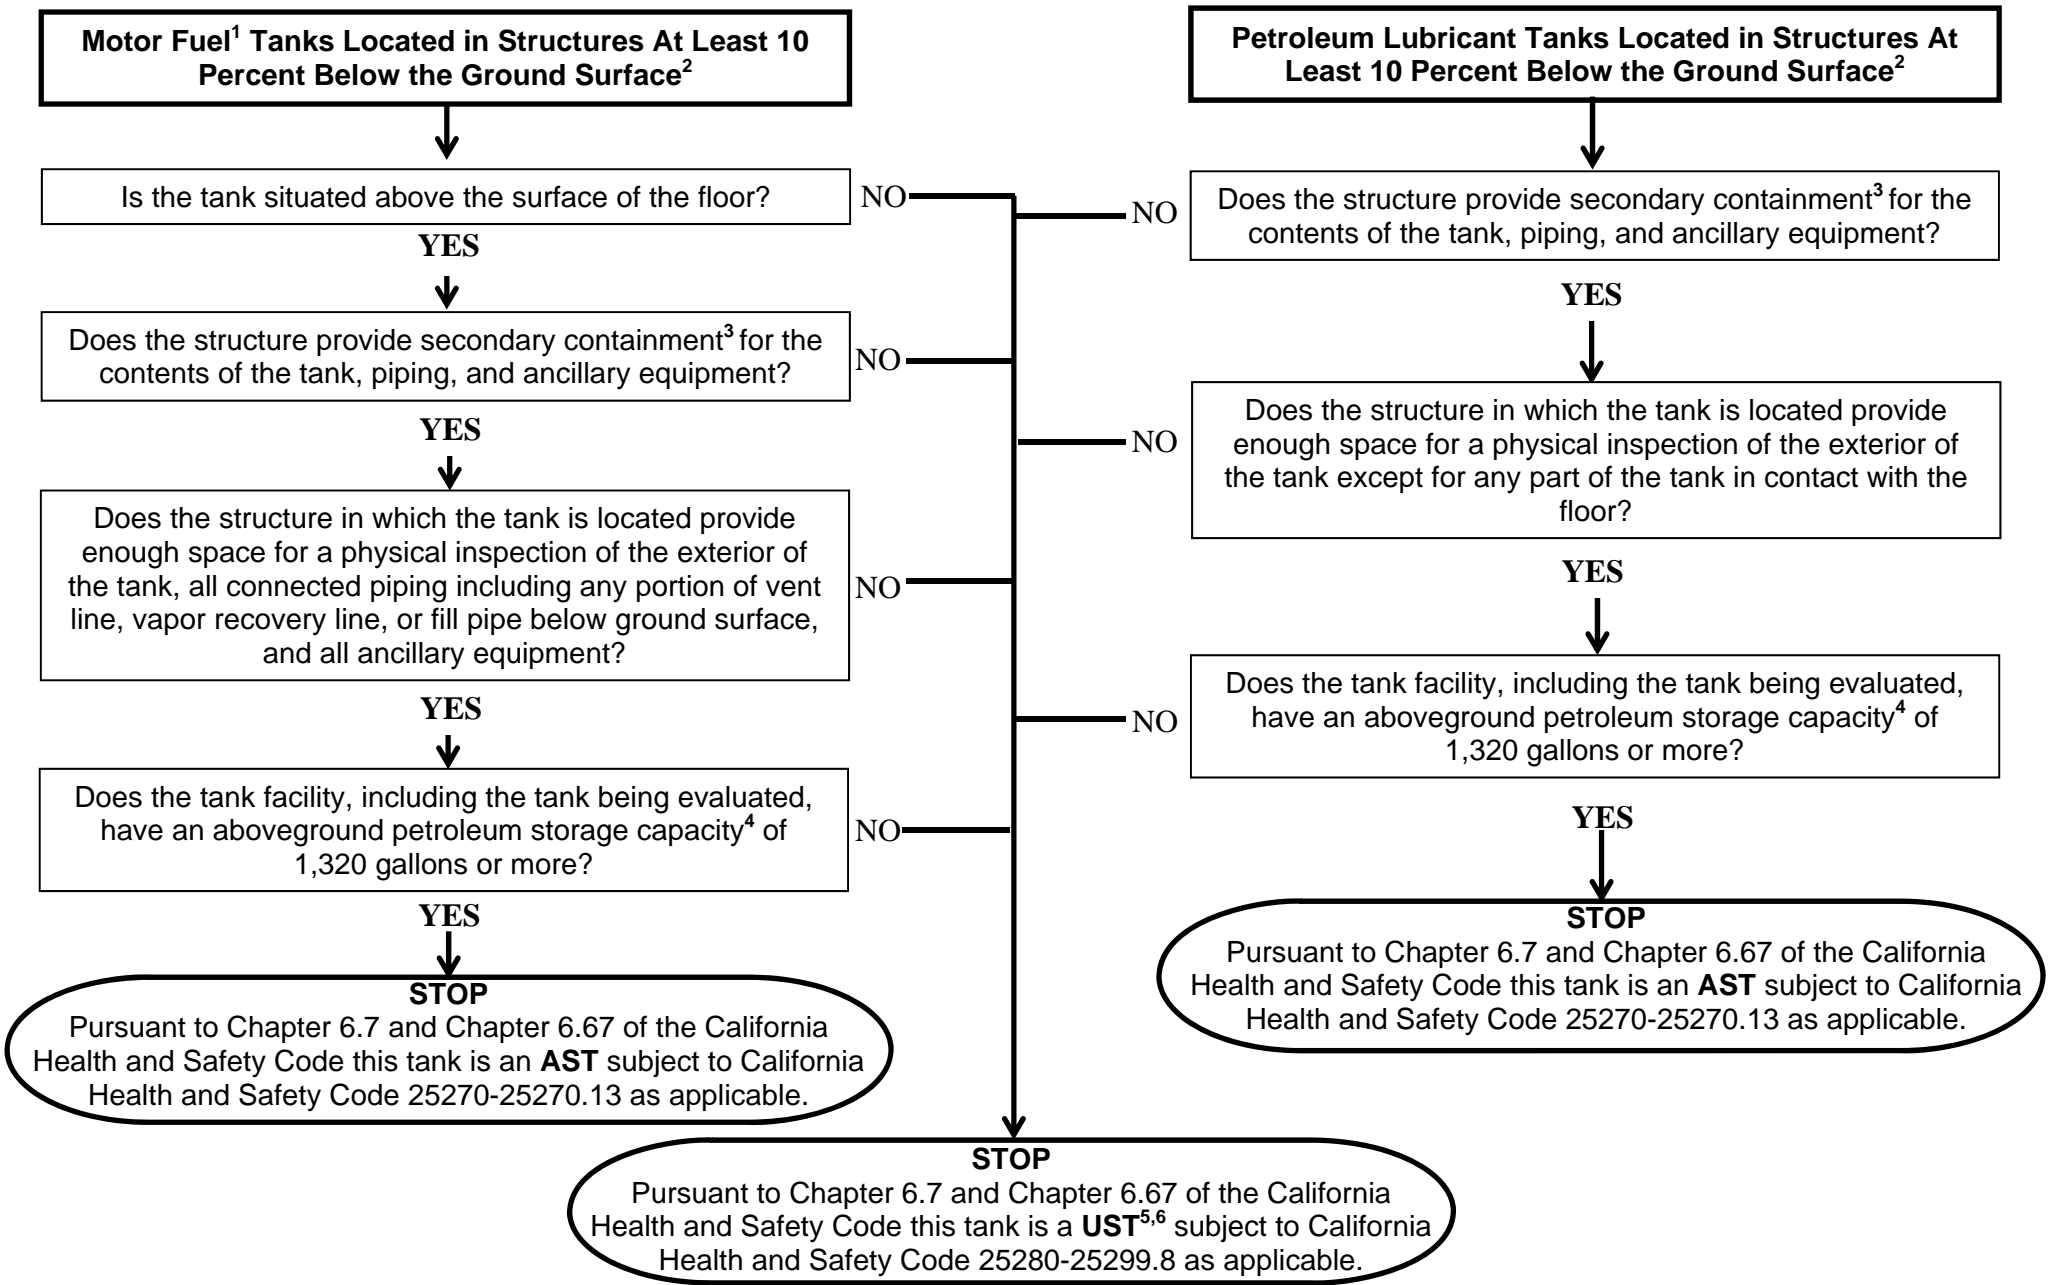 Motor Fuel¹ Tanks Located in Structures At Least 10
Percent Below the Ground Surface²
Is the tank situated above the surface of the floor?
NO
YES
Does the structure provide secondary containment³ for the
contents of the tank, piping, and ancillary equipment?
NO
YES
Does the structure in which the tank is located provide
enough space for a physical inspection of the exterior of
the tank, all connected piping including any portion of vent
line, vapor recovery line, or fill pipe below ground surface,
and all ancillary equipment?
NO
YES
Does the tank facility, including the tank being evaluated,
have an aboveground petroleum storage capacity⁴ of
1,320 gallons or more?
NO
YES
STOP
Pursuant to Chapter 6.7 and Chapter 6.67 of the California
Health and Safety Code this tank is an AST subject to California
Health and Safety Code 25270-25270.13 as applicable.
Petroleum Lubricant Tanks Located in Structures At
Least 10 Percent Below the Ground Surface²
NO
Does the structure provide secondary containment³ for the
contents of the tank, piping, and ancillary equipment?
YES
NO
Does the structure in which the tank is located provide
enough space for a physical inspection of the exterior of
the tank except for any part of the tank in contact with the
floor?
YES
NO
Does the tank facility, including the tank being evaluated,
have an aboveground petroleum storage capacity⁴ of
1,320 gallons or more?
YES
STOP
Pursuant to Chapter 6.7 and Chapter 6.67 of the California
Health and Safety Code this tank is an AST subject to California
Health and Safety Code 25270-25270.13 as applicable.
STOP
Pursuant to Chapter 6.7 and Chapter 6.67 of the California
Health and Safety Code this tank is a UST⁵,⁶ subject to California
Health and Safety Code 25280-25299.8 as applicable.